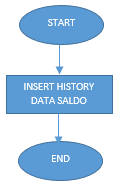 START
INSERT HISTORY
DATA SALDO
END